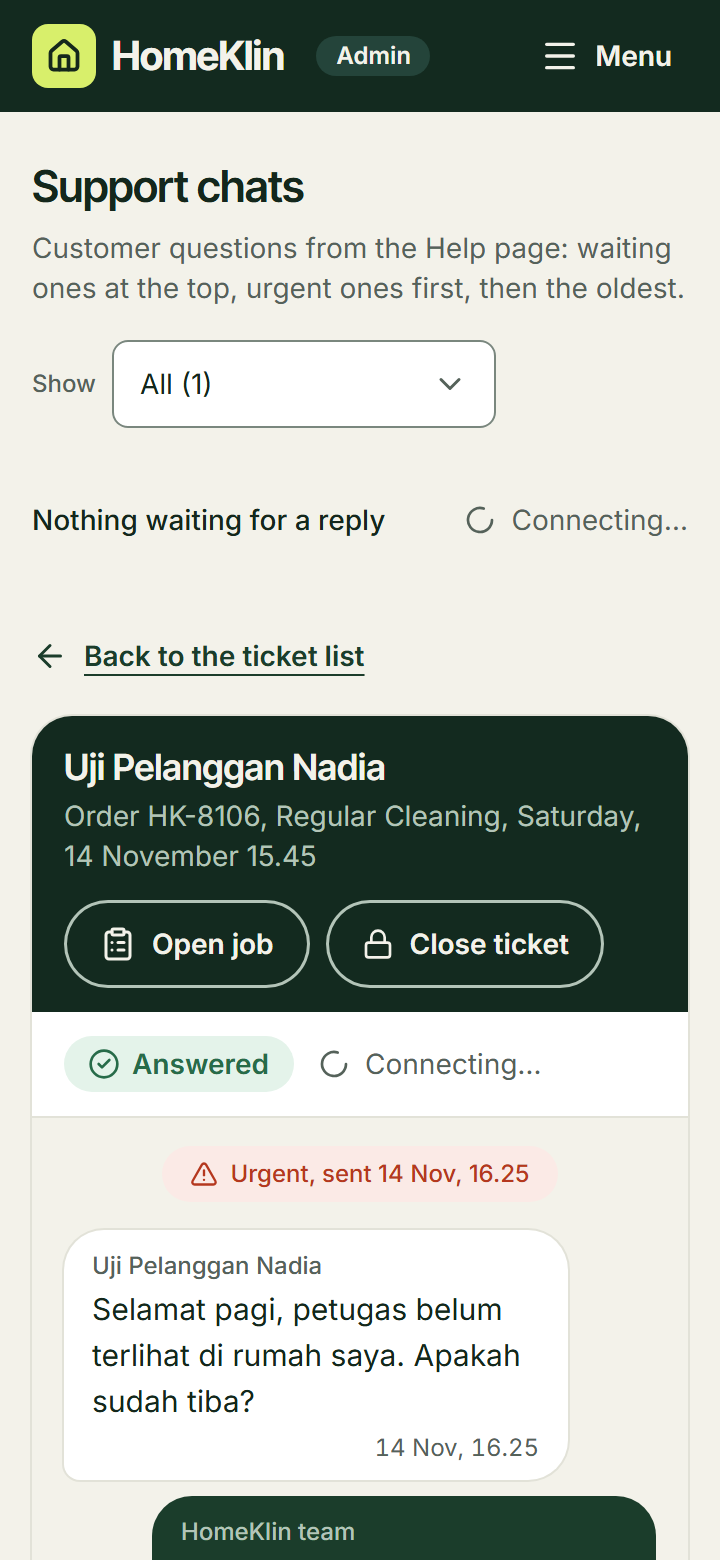 HomeKlin
Admin
Menu
Support chats
Customer questions from the Help page: waiting
ones at the top, urgent ones first, then the oldest.
Show
All (1)
Nothing waiting for a reply
Connecting...
Back to the ticket list
Uji Pelanggan Nadia
Order HK-8106, Regular Cleaning, Saturday,
14 November 15.45
Open job
Close ticket
Answered
Connecting...
Urgent, sent 14 Nov, 16.25
Uji Pelanggan Nadia
Selamat pagi, petugas belum
terlihat di rumah saya. Apakah
sudah tiba?
14 Nov, 16.25
HomeKlin team